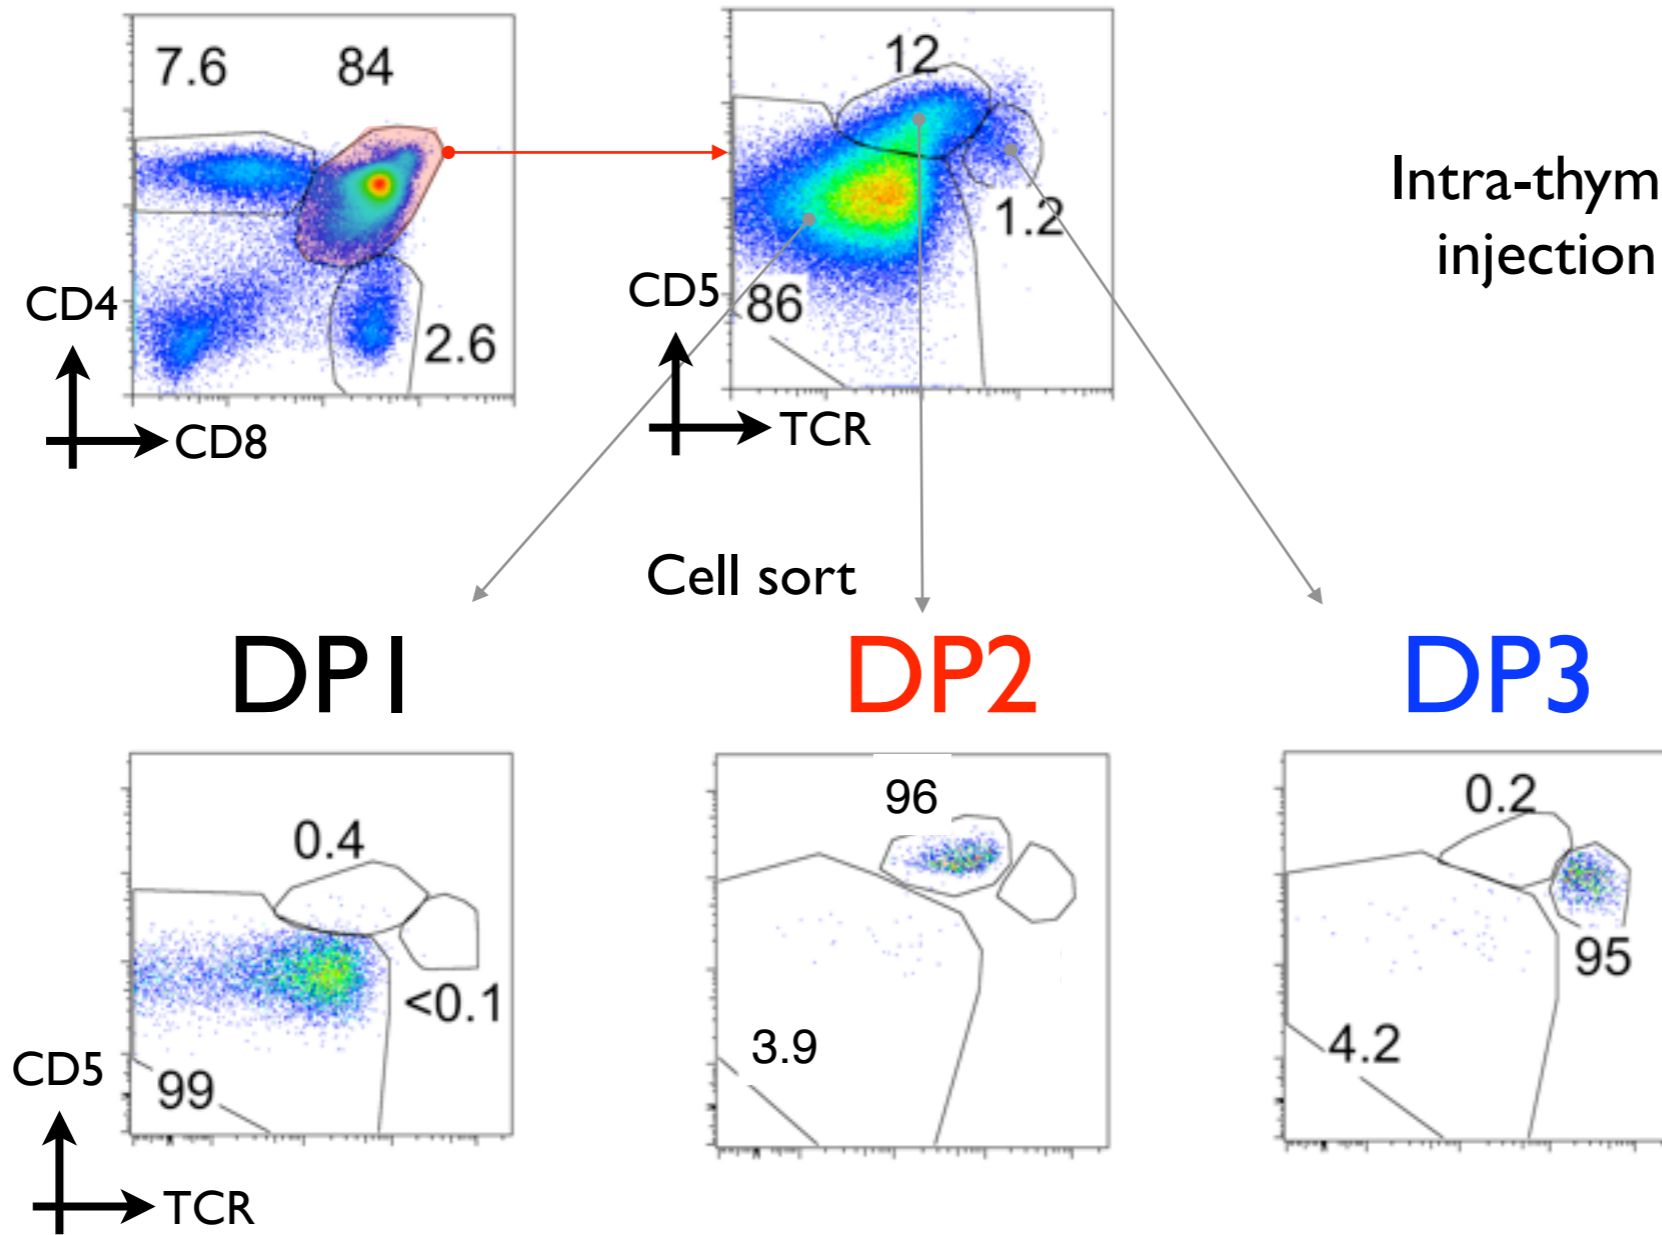 7.6
84
CD4
2.6
CD8
12
1.2
CD5
86
TCR
Intra-thym
injection
Cell sort
DP1
DP2
DP3
0.4
<0.1
99
CD5
TCR
96
3.9
0.2
95
4.2